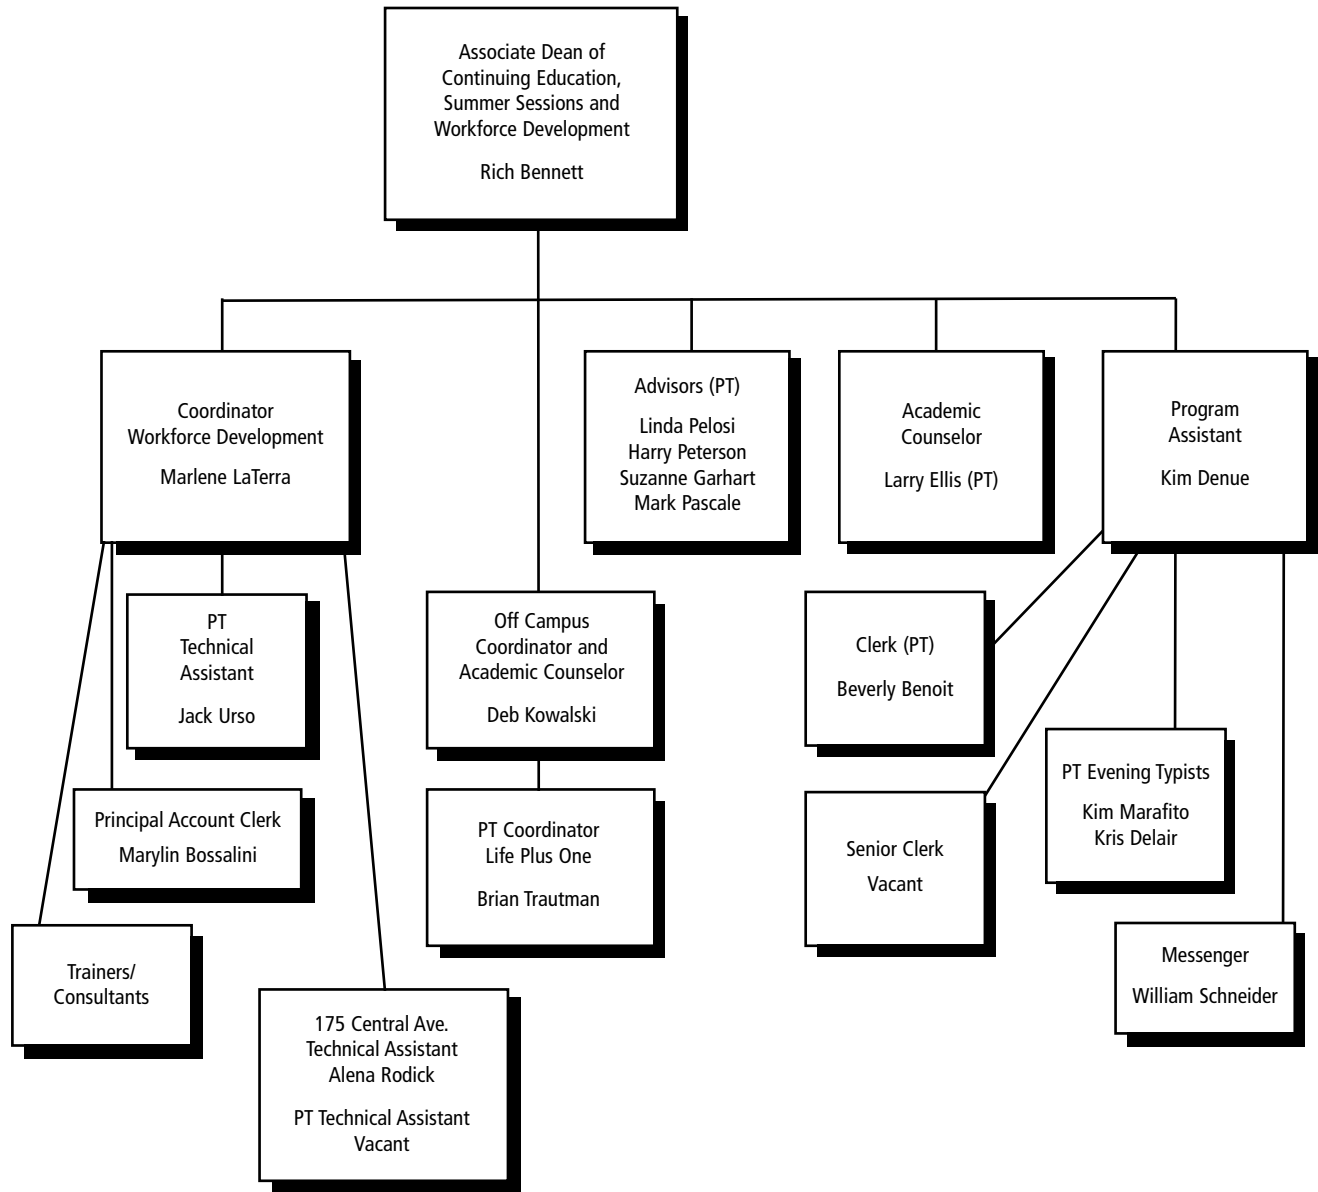 Associate Dean of
Continuing Education,
Summer Sessions and
Workforce Development
Rich Bennett
Coordinator
Workforce Development
Marlene LaTerra
Advisors (PT)
Linda Pelosi
Harry Peterson
Suzanne Garhart
Mark Pascale
Academic
Counselor
Larry Ellis (PT)
Program
Assistant
Kim Denue
PT
Technical
Assistant
Jack Urso
Off Campus
Coordinator and
Academic Counselor
Deb Kowalski
Clerk (PT)
Beverly Benoit
PT Evening Typists
Kim Marafito
Kris Delair
Principal Account Clerk
Marylin Bossalini
PT Coordinator
Life Plus One
Brian Trautman
Senior Clerk
Vacant
Messenger
William Schneider
Trainers/
Consultants
175 Central Ave.
Technical Assistant
Alena Rodick
PT Technical Assistant
Vacant